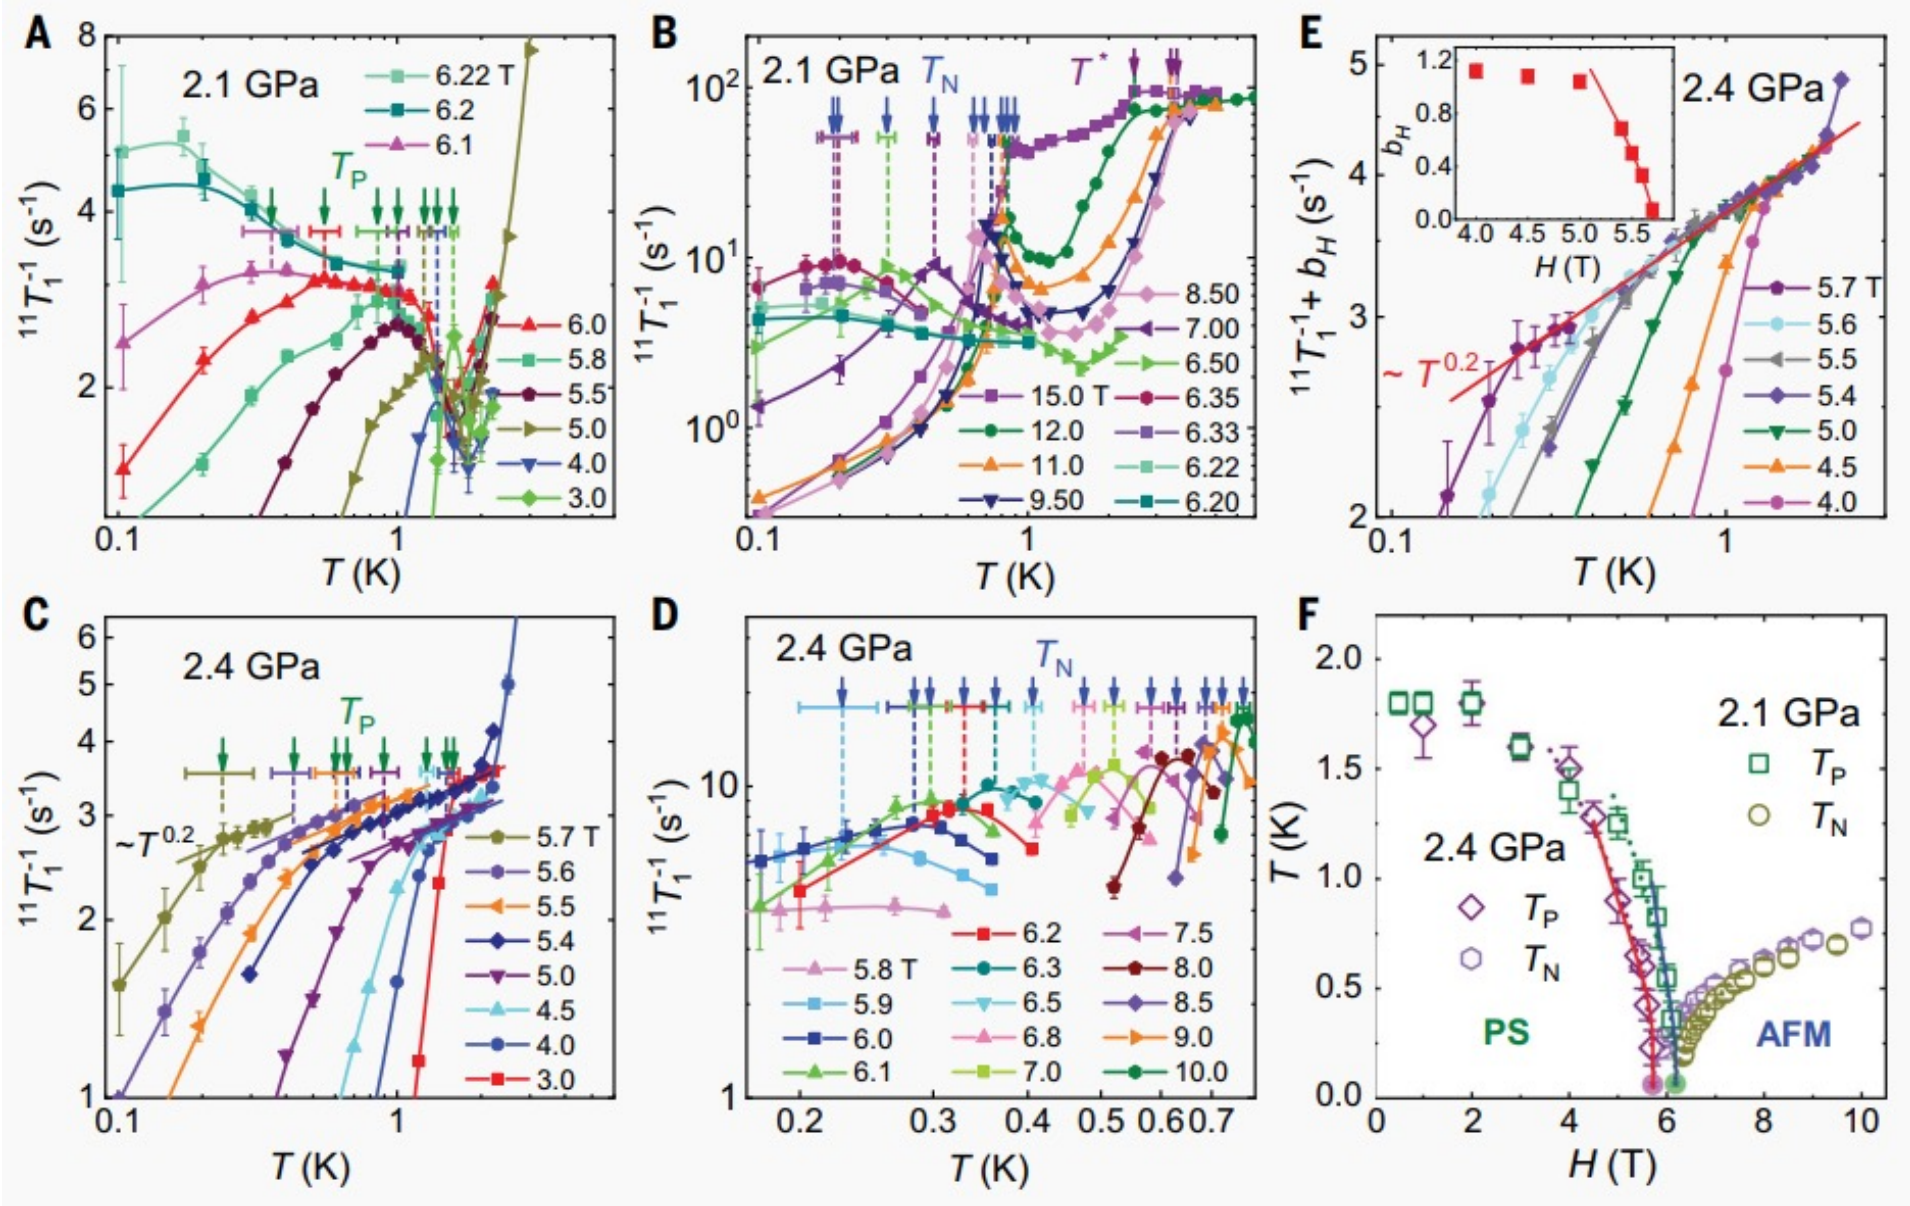 A
2.1 GPa
6.22 T
6.2
6.1
T_P
6.0
5.8
5.5
5.0
4.0
3.0
8
6
4
2
0.1
1
T (K)
¹¹T₁⁻¹ (s⁻¹)
B
2.1 GPa
T_N
T*
10²
10¹
10⁰
8.50
7.00
6.50
15.0 T
6.35
12.0
6.33
11.0
6.22
9.50
6.20
0.1
1
T (K)
¹¹T₁⁻¹ (s⁻¹)
E
2.4 GPa
1.2
0.8
0.4
0.0
b_H
4.0
4.5
5.0
5.5
H (T)
~ T^0.2
5.7 T
5.6
5.5
5.4
5.0
4.5
4.0
5
4
3
2
0.1
1
T (K)
¹¹T₁⁻¹ + b_H (s⁻¹)
C
2.4 GPa
T_P
~T^0.2
5.7 T
5.6
5.5
5.4
5.0
4.5
4.0
3.0
6
5
4
3
2
1
0.1
1
T (K)
¹¹T₁⁻¹ (s⁻¹)
D
2.4 GPa
T_N
10
1
6.2
7.5
5.8 T
6.3
8.0
5.9
6.5
8.5
6.0
6.8
9.0
6.1
7.0
10.0
0.2
0.3
0.4
0.5
0.6
0.7
T (K)
¹¹T₁⁻¹ (s⁻¹)
F
2.1 GPa
T_P
T_N
2.4 GPa
T_P
T_N
PS
AFM
2.0
1.5
1.0
0.5
0.0
0
2
4
6
8
10
H (T)
T (K)